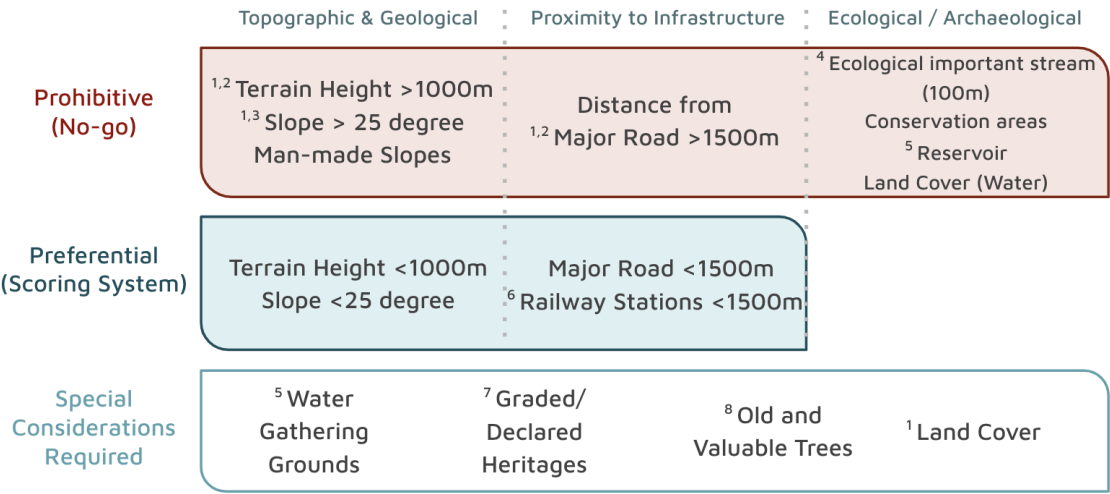 Topographic & Geological
Proximity to Infrastructure
Ecological / Archaeological
Prohibitive
(No-go)
1,2 Terrain Height >1000m
1,3 Slope > 25 degree
Man-made Slopes
Distance from
1,2 Major Road >1500m
4 Ecological important stream
(100m)
Conservation areas
5 Reservoir
Land Cover (Water)
Preferential
(Scoring System)
Terrain Height <1000m
Slope <25 degree
Major Road <1500m
6 Railway Stations <1500m
Special
Considerations
Required
5 Water
Gathering
Grounds
7 Graded/
Declared
Heritages
8 Old and
Valuable Trees
1 Land Cover